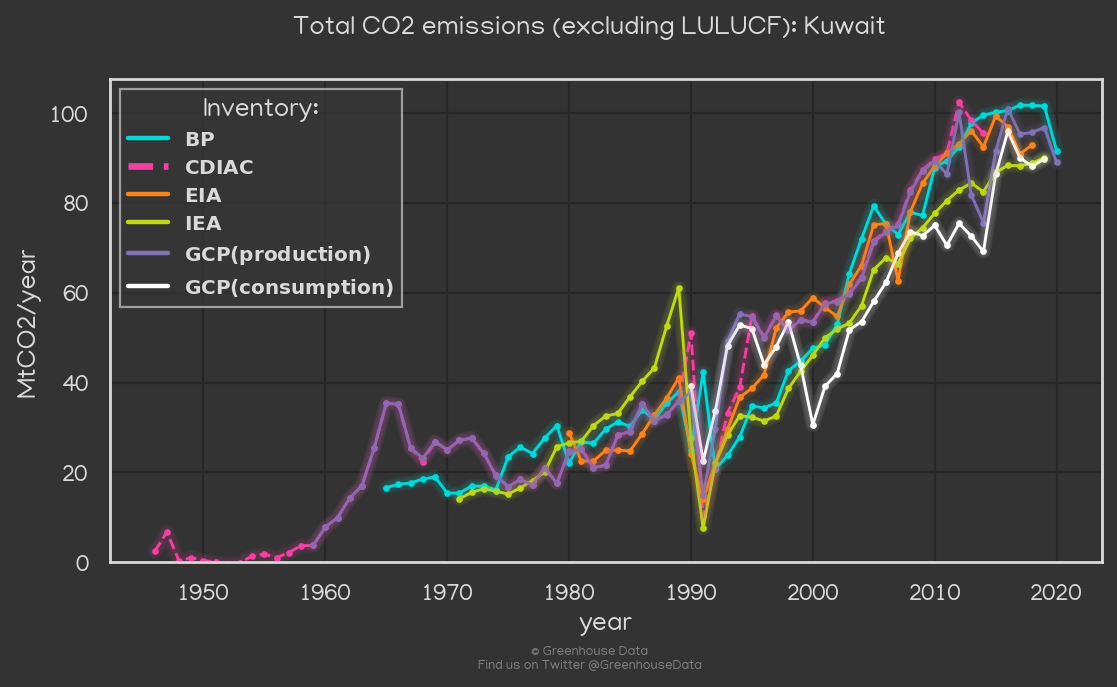 Total CO2 emissions (excluding LULUCF): Kuwait
Inventory:
BP
CDIAC
EIA
IEA
GCP(production)
GCP(consumption)
MtCO2/year
100
80
60
40
20
0
1950 1960 1970 1980 1990 2000 2010 2020
year
© Greenhouse Data
Find us on Twitter @GreenhouseData